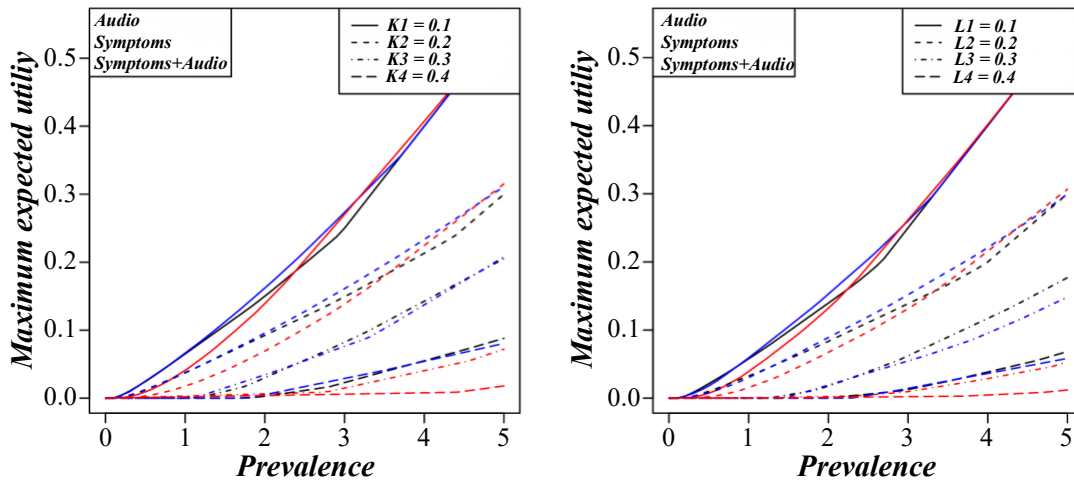 Audio
Symptoms
Symptoms+Audio
K1 = 0.1
K2 = 0.2
K3 = 0.3
K4 = 0.4
Maximum expected utiliy
0.5
0.4
0.3
0.2
0.1
0.0
0 1 2 3 4 5
Prevalence
Audio
Symptoms
Symptoms+Audio
L1 = 0.1
L2 = 0.2
L3 = 0.3
L4 = 0.4
Maximum expected utiliy
0.5
0.4
0.3
0.2
0.1
0.0
0 1 2 3 4 5
Prevalence